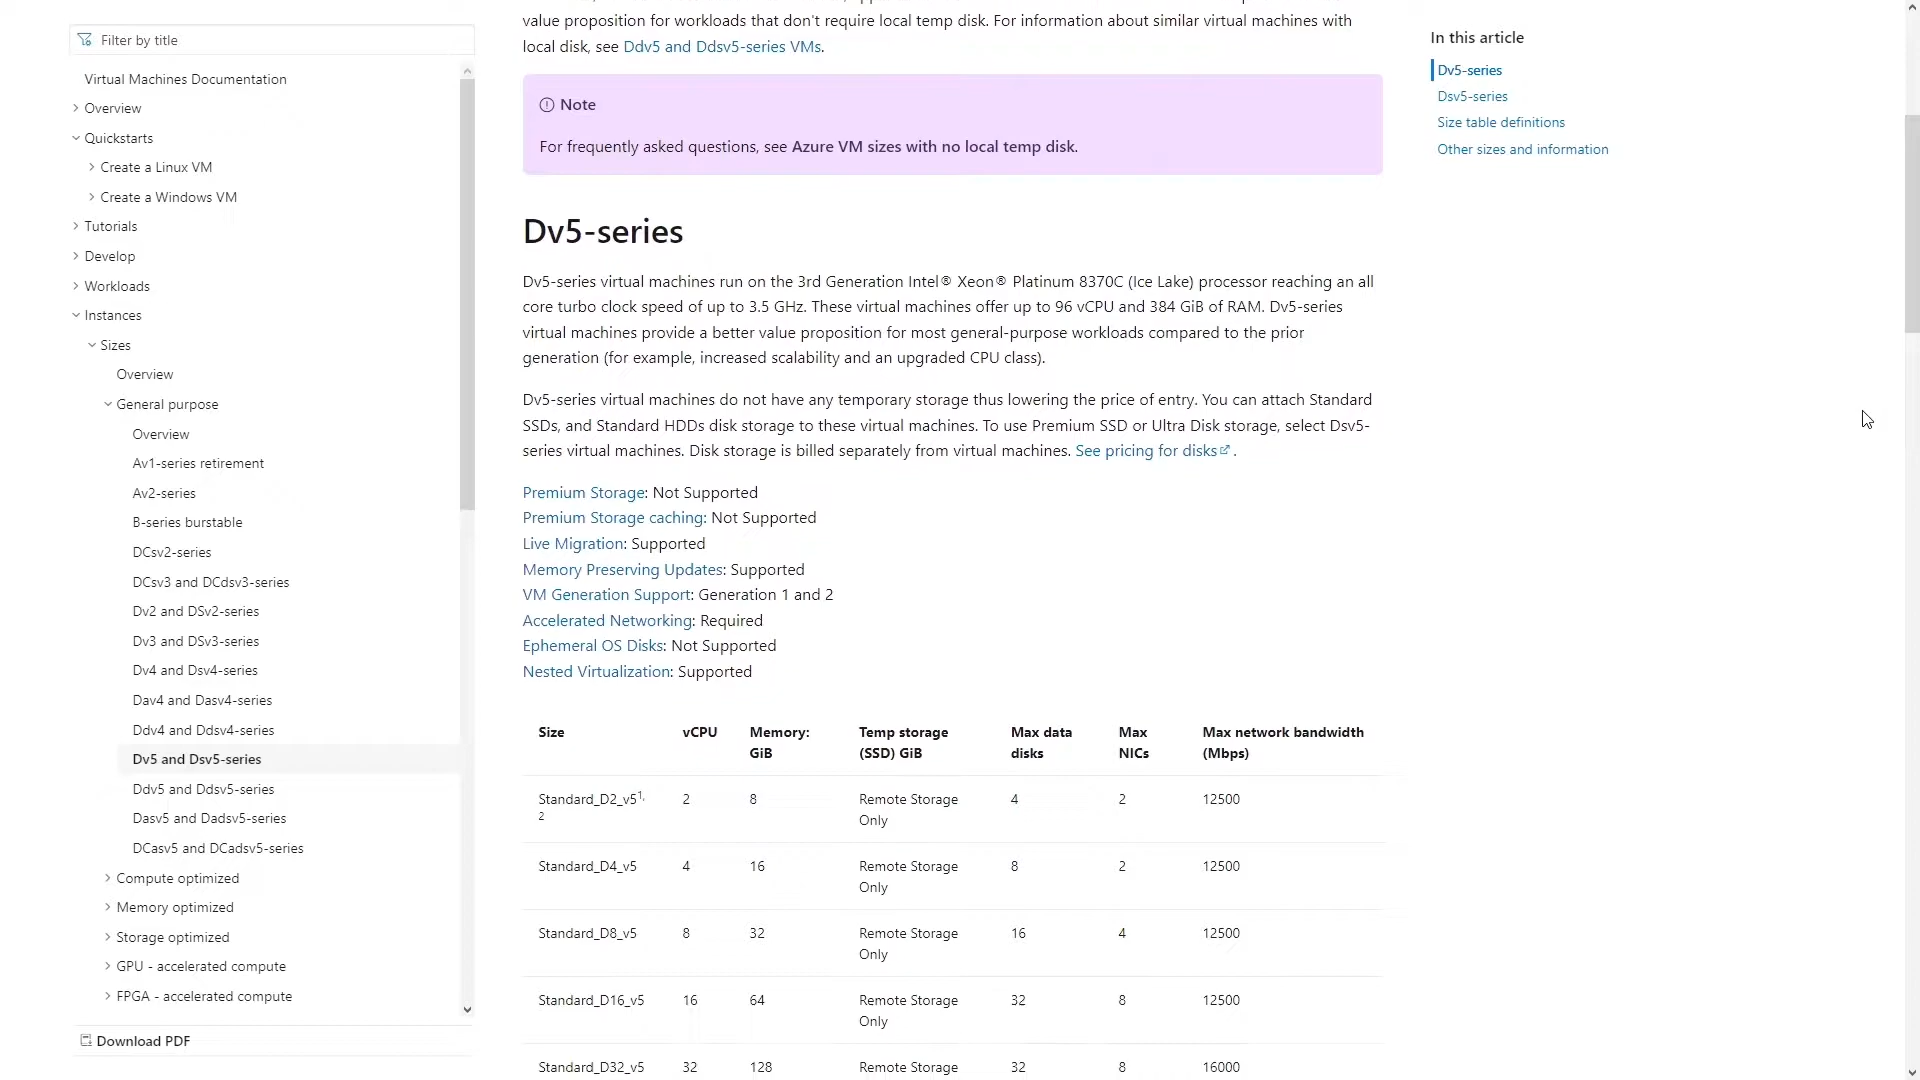 Filter by title
Virtual Machines Documentation
Overview
Quickstarts
Create a Linux VM
Create a Windows VM
Tutorials
Develop
Workloads
Instances
Sizes
Overview
General purpose
Overview
Av1-series retirement
Av2-series
B-series burstable
DCsv2-series
DCsv3 and DCdsv3-series
Dv2 and DSv2-series
Dv3 and DSv3-series
Dv4 and Dsv4-series
Dav4 and Dasv4-series
Ddv4 and Ddsv4-series
Dv5 and Dsv5-series
Ddv5 and Ddsv5-series
Dasv5 and Dadsv5-series
DCasv5 and DCadsv5-series
Compute optimized
Memory optimized
Storage optimized
GPU - accelerated compute
FPGA - accelerated compute
Download PDF
value proposition for workloads that don't require local temp disk. For information about similar virtual machines with
local disk, see Ddv5 and Ddsv5-series VMs.
Note
For frequently asked questions, see Azure VM sizes with no local temp disk.
Dv5-series
Dv5-series virtual machines run on the 3rd Generation Intel® Xeon® Platinum 8370C (Ice Lake) processor reaching an all
core turbo clock speed of up to 3.5 GHz. These virtual machines offer up to 96 vCPU and 384 GiB of RAM. Dv5-series
virtual machines provide a better value proposition for most general-purpose workloads compared to the prior
generation (for example, increased scalability and an upgraded CPU class).
Dv5-series virtual machines do not have any temporary storage thus lowering the price of entry. You can attach Standard
SSDs, and Standard HDDs disk storage to these virtual machines. To use Premium SSD or Ultra Disk storage, select Dsv5-
series virtual machines. Disk storage is billed separately from virtual machines. See pricing for disks.
Premium Storage: Not Supported
Premium Storage caching: Not Supported
Live Migration: Supported
Memory Preserving Updates: Supported
VM Generation Support: Generation 1 and 2
Accelerated Networking: Required
Ephemeral OS Disks: Not Supported
Nested Virtualization: Supported
Size vCPU Memory: GiB Temp storage (SSD) GiB Max data disks Max NICs Max network bandwidth (Mbps)
Standard_D2_v51, 2 2 8 Remote Storage Only 4 2 12500
Standard_D4_v5 4 16 Remote Storage Only 8 2 12500
Standard_D8_v5 8 32 Remote Storage Only 16 4 12500
Standard_D16_v5 16 64 Remote Storage Only 32 8 12500
Standard_D32_v5 32 128 Remote Storage 32 8 16000
In this article
Dv5-series
Dsv5-series
Size table definitions
Other sizes and information